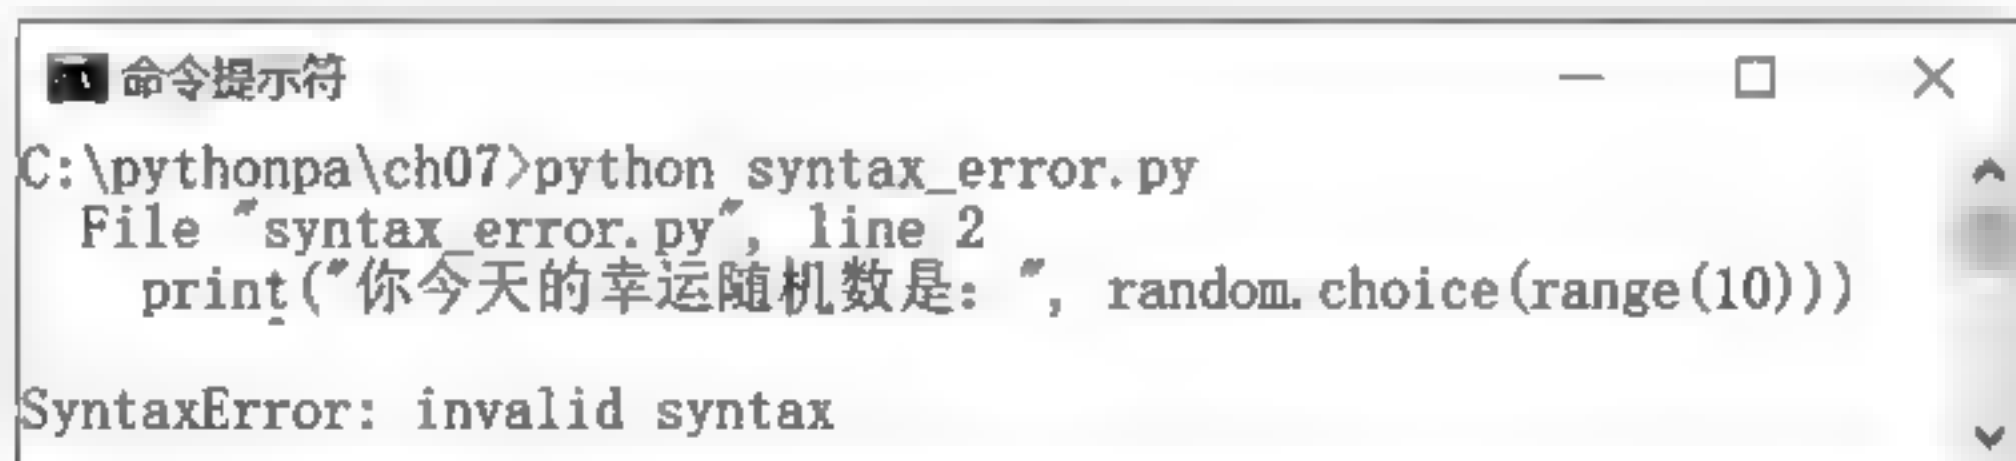 命令提示符
C:\pythonpa\ch07>python syntax_error.py
File "syntax_error.py", line 2
print("你今天的幸运随机数是：", random.choice(range(10)))
SyntaxError: invalid syntax